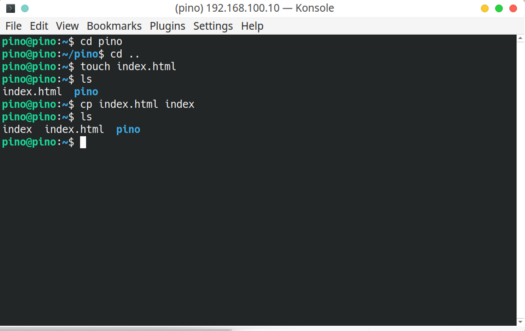 (pino) 192.168.100.10 — Konsole
File Edit View Bookmarks Plugins Settings Help
pino@pino:~$ cd pino
pino@pino:~/pino$ cd ..
pino@pino:~$ touch index.html
pino@pino:~$ ls
index.html  pino
pino@pino:~$ cp index.html index
pino@pino:~$ ls
index  index.html  pino
pino@pino:~$